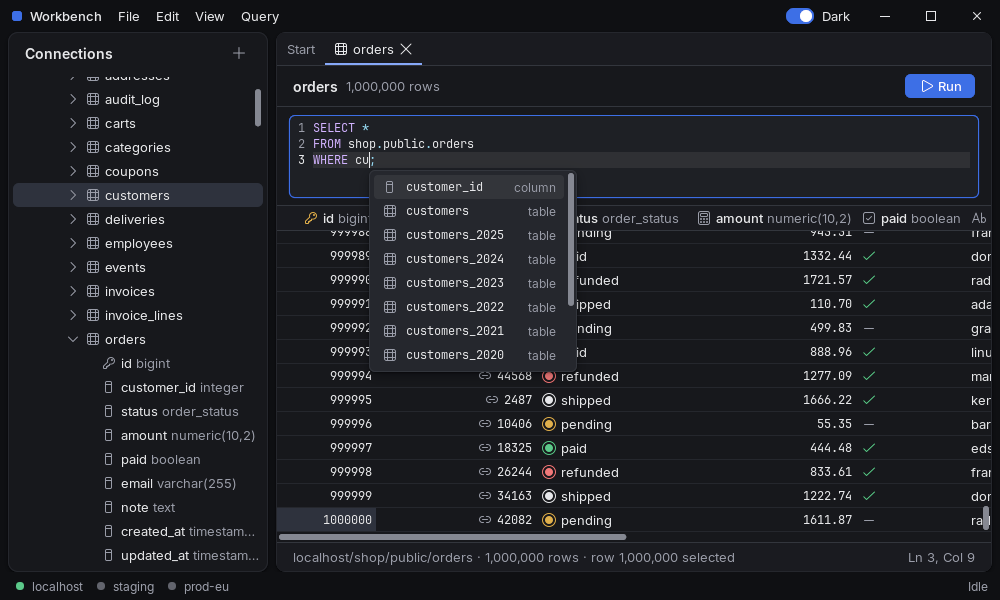 Workbench File Edit View Query Dark
Connections
addresses
audit_log
carts
categories
coupons
customers
deliveries
employees
events
invoices
invoice_lines
orders
id bigint
customer_id integer
status order_status
amount numeric(10,2)
paid boolean
email varchar(255)
note text
created_at timestam…
updated_at timestam…
Start orders
orders 1,000,000 rows Run
1 SELECT *
2 FROM shop.public.orders
3 WHERE cu;
customer_id column
customers table
customers_2025 table
customers_2024 table
customers_2023 table
customers_2022 table
customers_2021 table
customers_2020 table
id bigint order_status amount numeric(10,2) paid boolean Ab
999989 1332.44
999990 refunded 1721.57
999991 110.70
999992 499.83
999993 888.96
999994 44568 refunded 1277.09
999995 2487 shipped 1666.22
999996 10406 pending 55.35
999997 18325 paid 444.48
999998 26244 refunded 833.61
999999 34163 shipped 1222.74
1000000 42082 pending 1611.87
localhost/shop/public/orders · 1,000,000 rows · row 1,000,000 selected Ln 3, Col 9
localhost staging prod-eu Idle